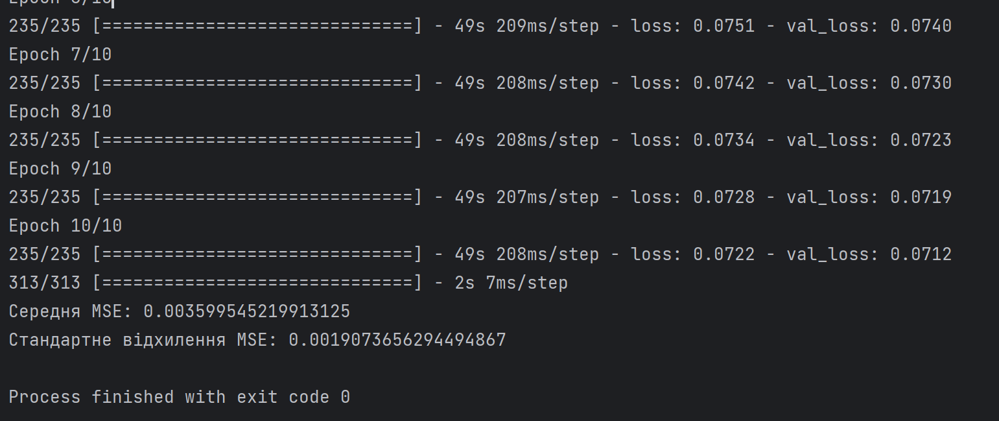 Epoch 6/10
235/235 [==============================] - 49s 209ms/step - loss: 0.0751 - val_loss: 0.0740
Epoch 7/10
235/235 [==============================] - 49s 208ms/step - loss: 0.0742 - val_loss: 0.0730
Epoch 8/10
235/235 [==============================] - 49s 208ms/step - loss: 0.0734 - val_loss: 0.0723
Epoch 9/10
235/235 [==============================] - 49s 207ms/step - loss: 0.0728 - val_loss: 0.0719
Epoch 10/10
235/235 [==============================] - 49s 208ms/step - loss: 0.0722 - val_loss: 0.0712
313/313 [==============================] - 2s 7ms/step
Середня MSE: 0.003599545219913125
Стандартне відхилення MSE: 0.0019073656294494867
Process finished with exit code 0